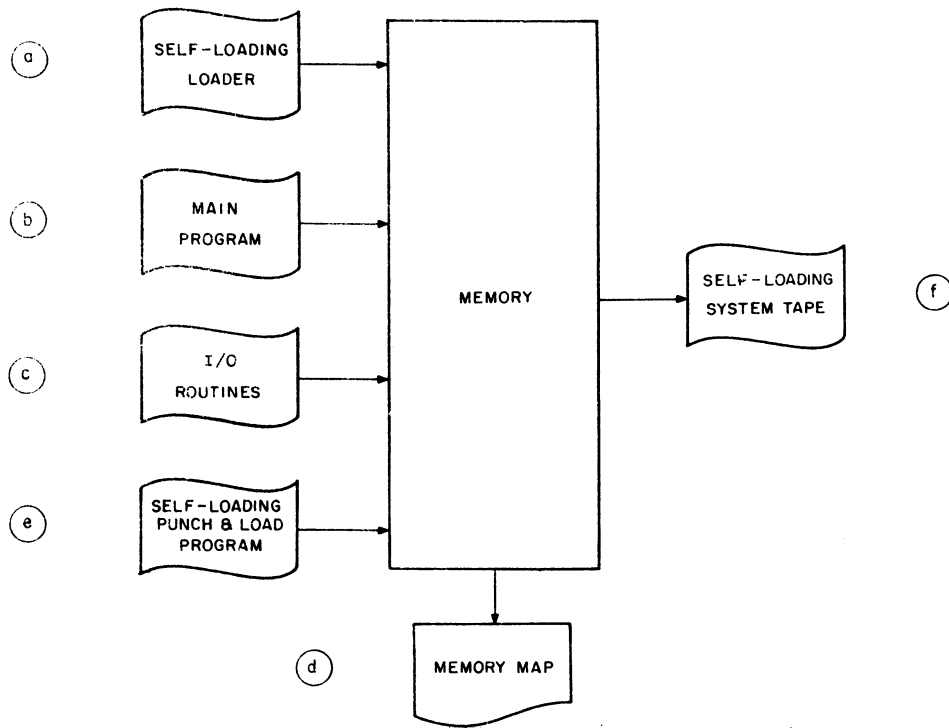 a
SELF-LOADING
LOADER
b
MAIN
PROGRAM
MEMORY
SELF-LOADING
SYSTEM TAPE
f
c
I/O
ROUTINES
e
SELF-LOADING
PUNCH & LOAD
PROGRAM
d
MEMORY MAP